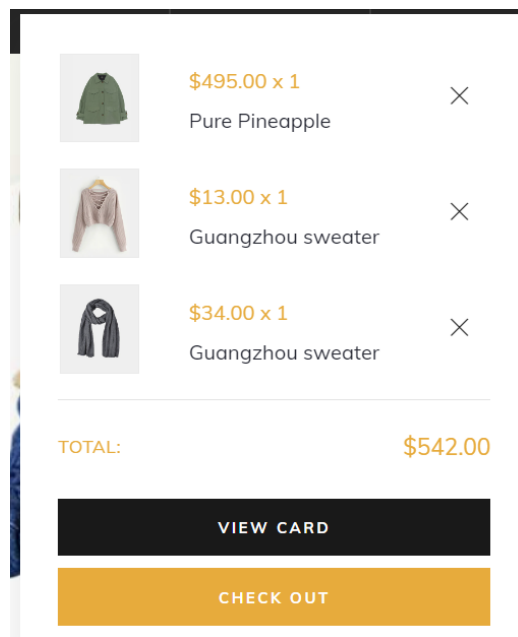 $495.00 x 1
Pure Pineapple
$13.00 x 1
Guangzhou sweater
$34.00 x 1
Guangzhou sweater
TOTAL: $542.00
VIEW CARD
CHECK OUT